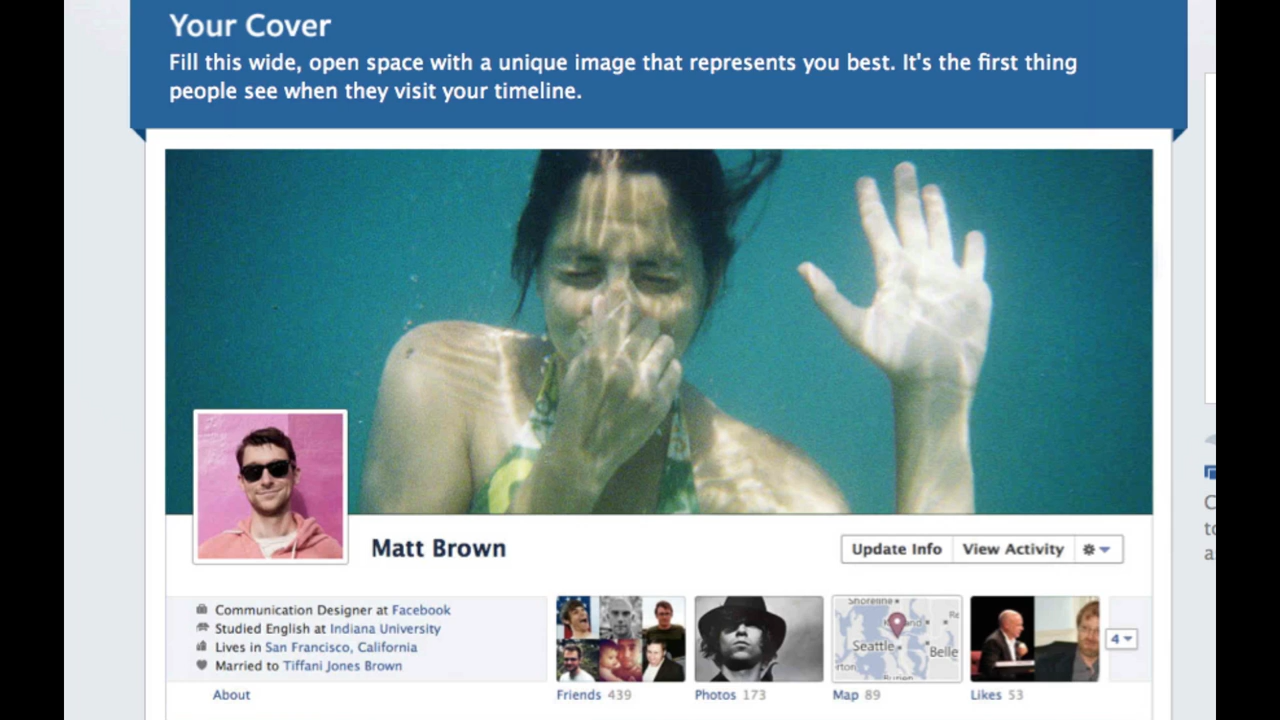 Your Cover
Fill this wide, open space with a unique image that represents you best. It's the first thing
people see when they visit your timeline.
Matt Brown
Update Info
View Activity
Communication Designer at Facebook
Studied English at Indiana University
Lives in San Francisco, California
Married to Tiffani Jones Brown
About
Shoreline
Seattle
Belle
4
Friends 439
Photos 173
Map 89
Likes 53
C
to
a